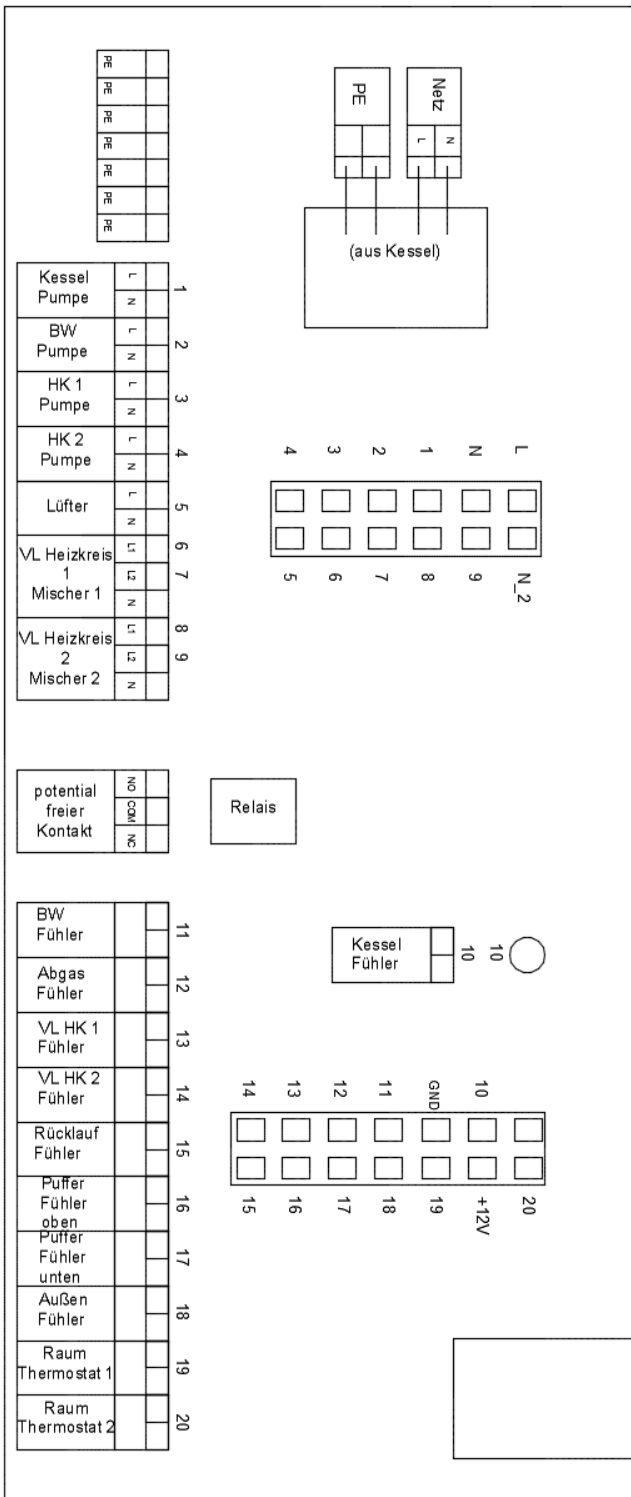 PE
PE
PE
PE
PE
PE
PE
PE
Netz
L
N
(aus Kessel)
Kessel
Pumpe
L
N
1
BW
Pumpe
L
N
2
HK 1
Pumpe
L
N
3
HK 2
Pumpe
L
N
4
Lüfter
L
N
5
VL Heizkreis
1
Mischer 1
L1
L2
N
6
7
VL Heizkreis
2
Mischer 2
L1
L2
N
8
9
4 3 2 1 N L
5 6 7 8 9 N_2
potential
freier
Kontakt
NO
COM
NC
Relais
BW
Fühler
11
Abgas
Fühler
12
VL HK 1
Fühler
13
VL HK 2
Fühler
14
Rücklauf
Fühler
15
Puffer
Fühler
oben
16
Puffer
Fühler
unten
17
Außen
Fühler
18
Raum
Thermostat 1
19
Raum
Thermostat 2
20
Kessel
Fühler
10
10
14 13 12 11 GND 10
15 16 17 18 19 +12V 20